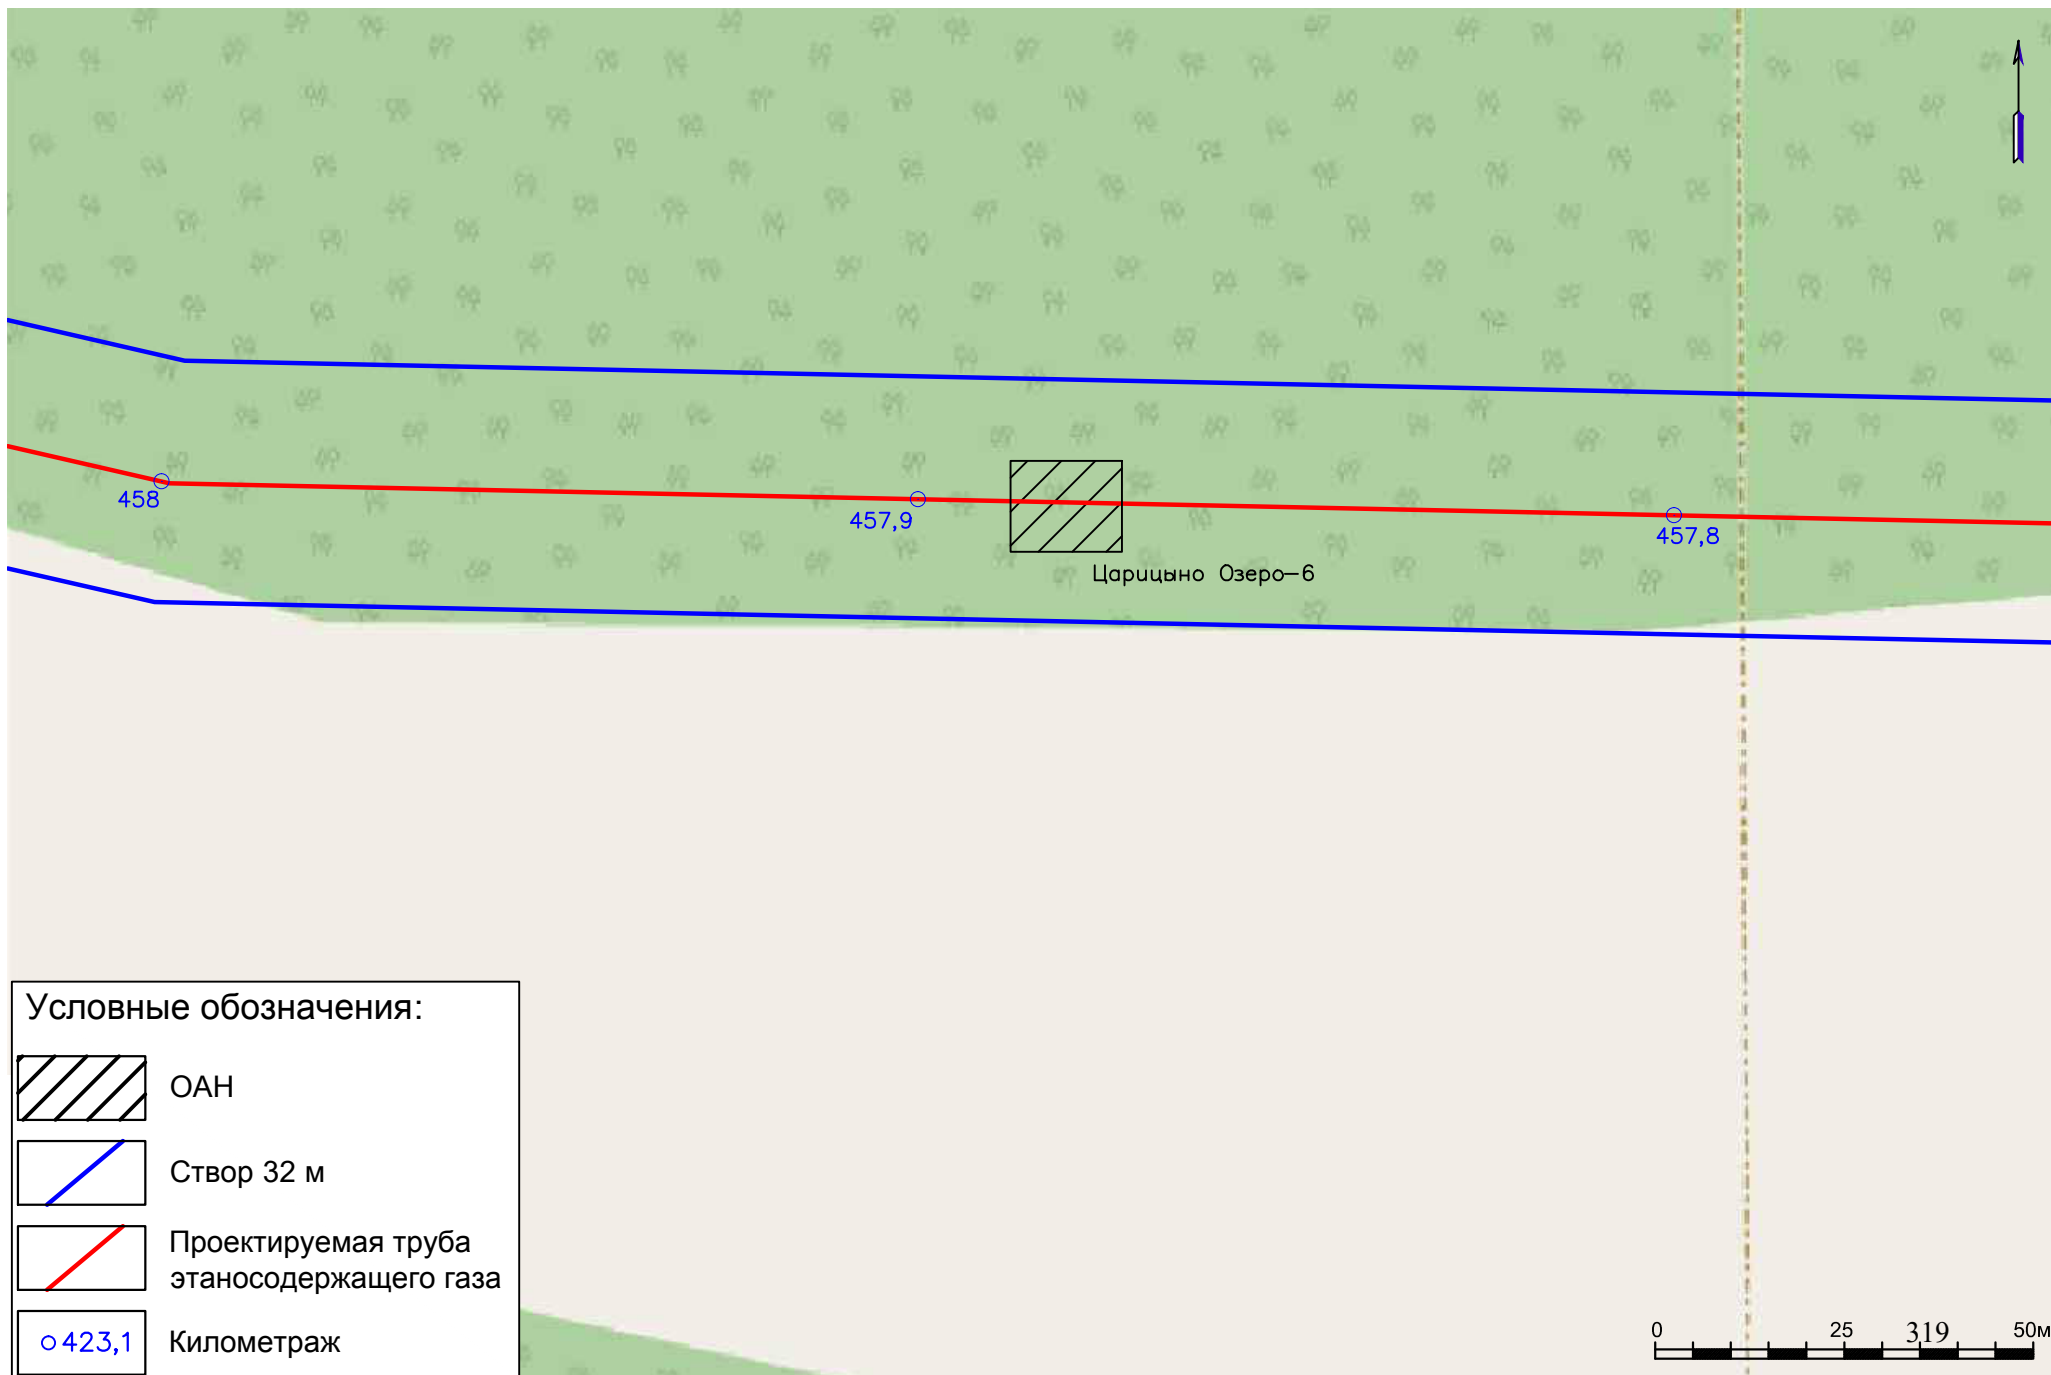 458
457,9
457,8
Царицыно Озеро-6
Условные обозначения:
ОАН
Створ 32 м
Проектируемая труба
этаносодержащего газа
423,1 Километраж
0 25 319 50м